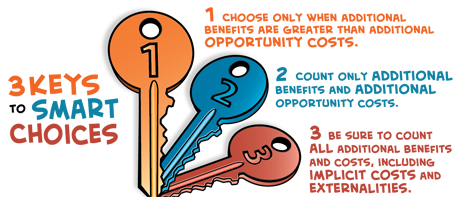 3 KEYS
TO SMART
CHOICES
1
1 CHOOSE ONLY WHEN ADDITIONAL
BENEFITS ARE GREATER THAN ADDITIONAL
OPPORTUNITY COSTS.
2
2 COUNT ONLY ADDITIONAL
BENEFITS AND ADDITIONAL
OPPORTUNITY COSTS.
3
3 BE SURE TO COUNT
ALL ADDITIONAL BENEFITS
AND COSTS, INCLUDING
IMPLICIT COSTS AND
EXTERNALITIES.